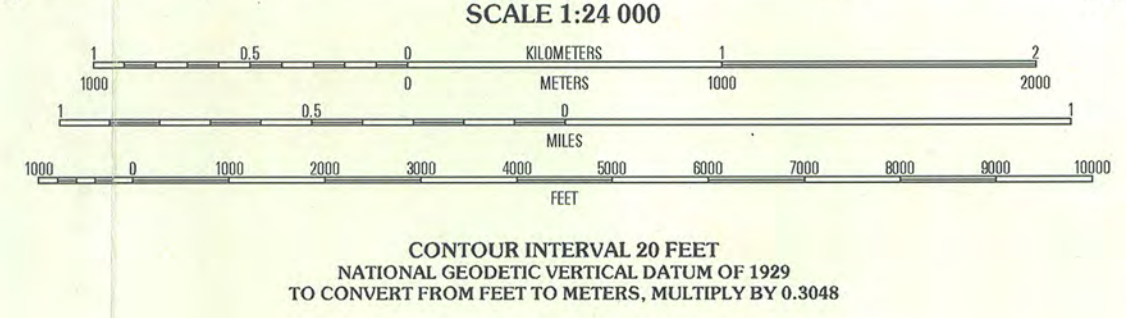 SCALE 1:24 000
1 0.5 0 KILOMETERS 1 2
1000 0 METERS 1000 2000
1 0.5 0 1
MILES
1000 0 1000 2000 3000 4000 5000 6000 7000 8000 9000 10000
FEET
CONTOUR INTERVAL 20 FEET
NATIONAL GEODETIC VERTICAL DATUM OF 1929
TO CONVERT FROM FEET TO METERS, MULTIPLY BY 0.3048